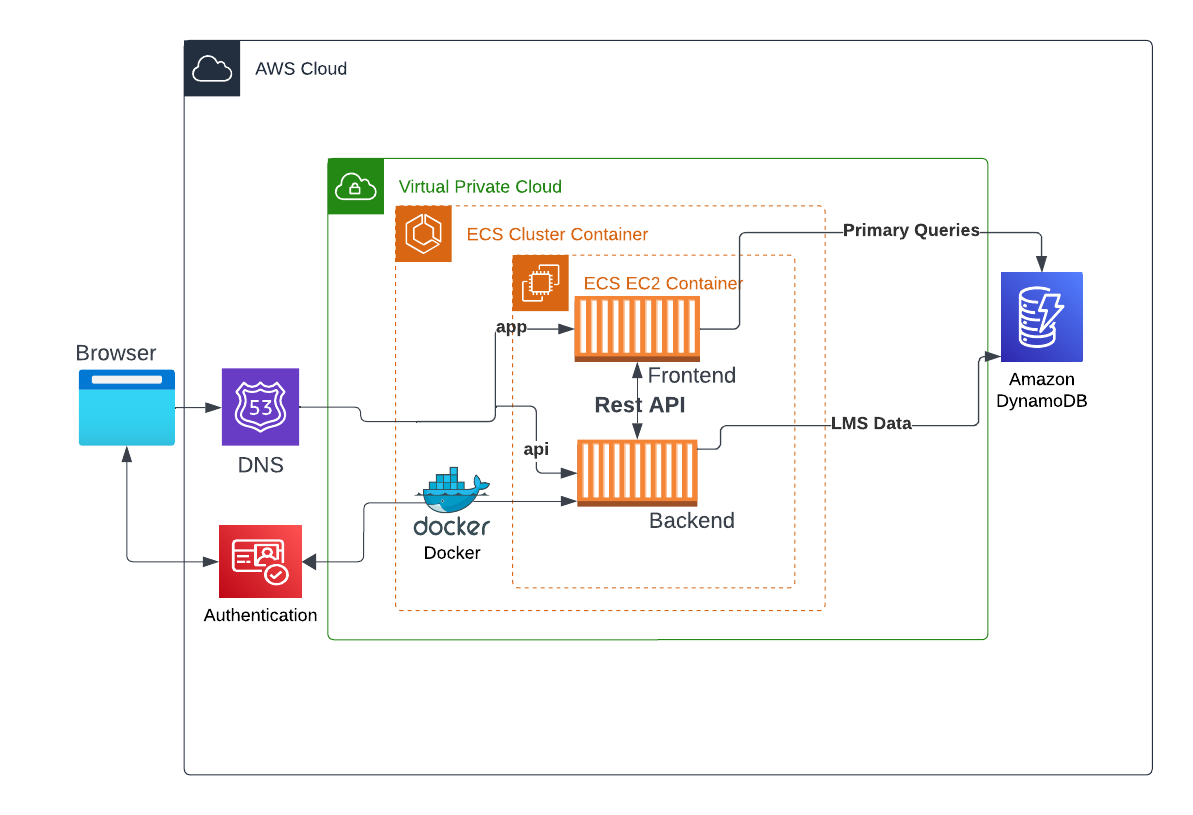 AWS Cloud
Virtual Private Cloud
ECS Cluster Container
Primary Queries
ECS EC2 Container
app
Browser
Frontend
Amazon
DynamoDB
53
Rest API
LMS Data
api
DNS
docker
Backend
Docker
Authentication